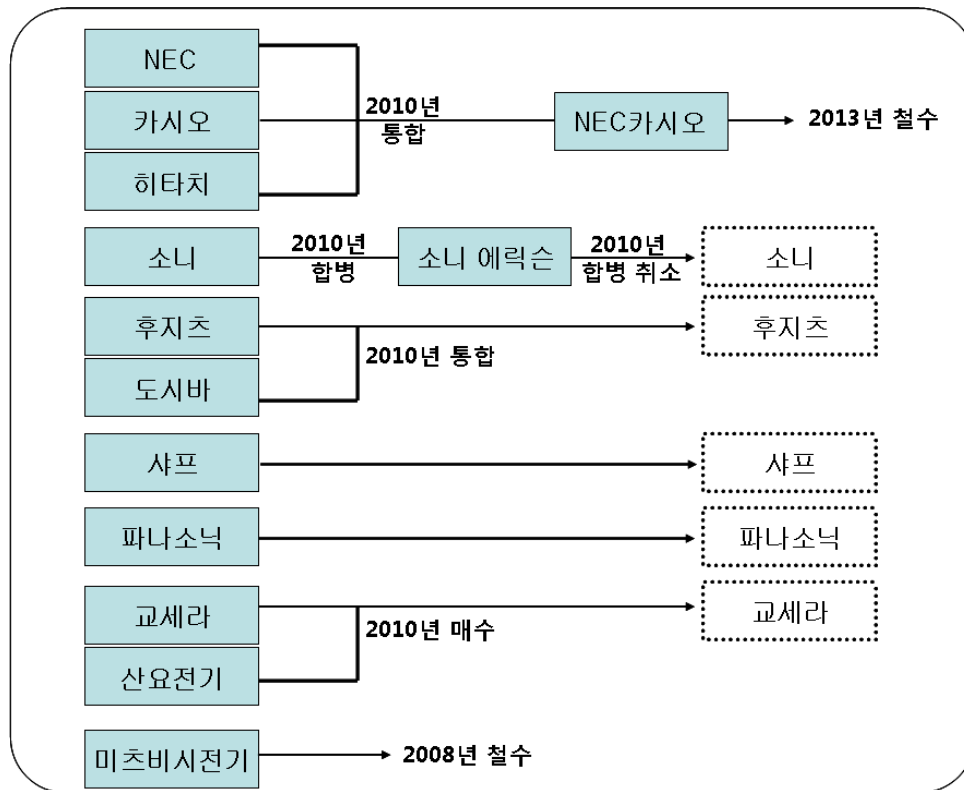 NEC
카시오
히타치
2010년
통합
NEC카시오
2013년 철수
소니
2010년
합병
소니 에릭슨
2010년
합병 취소
소니
후지츠
도시바
2010년 통합
후지츠
샤프
샤프
파나소닉
파나소닉
교세라
산요전기
2010년 매수
교세라
미츠비시전기
2008년 철수